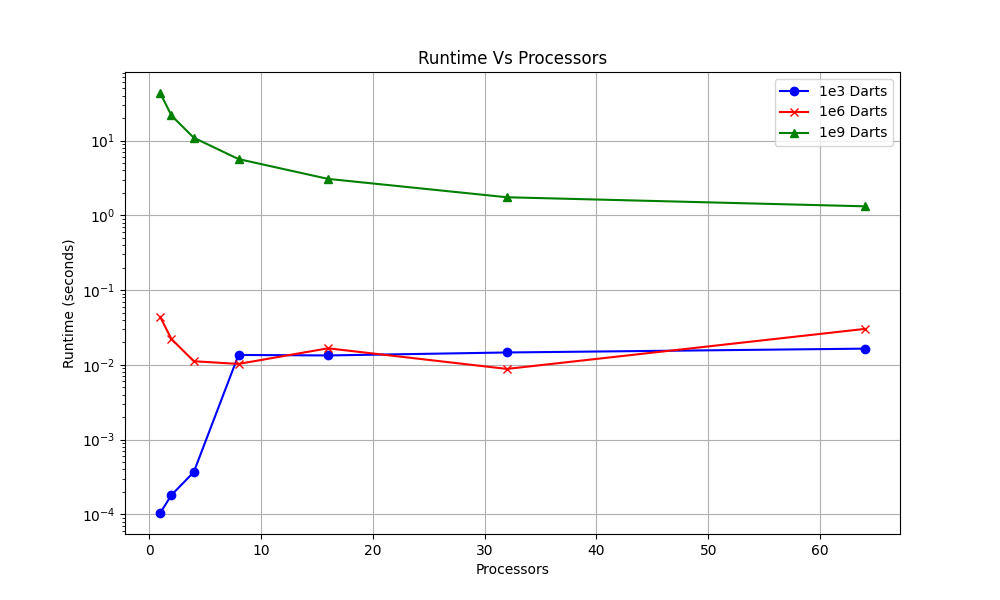 Runtime Vs Processors
1e3 Darts
1e6 Darts
1e9 Darts
Runtime (seconds)
10¹
10⁰
10⁻¹
10⁻²
10⁻³
10⁻⁴
0 10 20 30 40 50 60
Processors